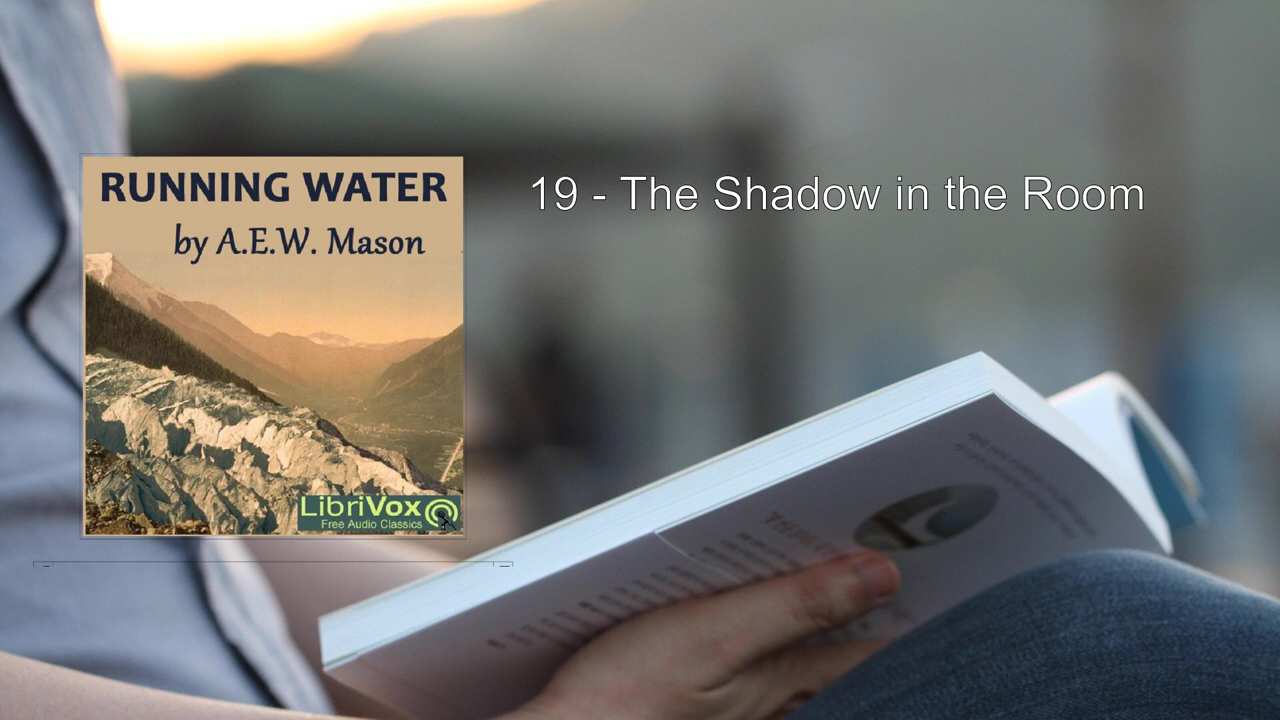 RUNNING WATER
by A.E.W. Mason
LibriVox
Free Audio Classics
19 - The Shadow in the Room